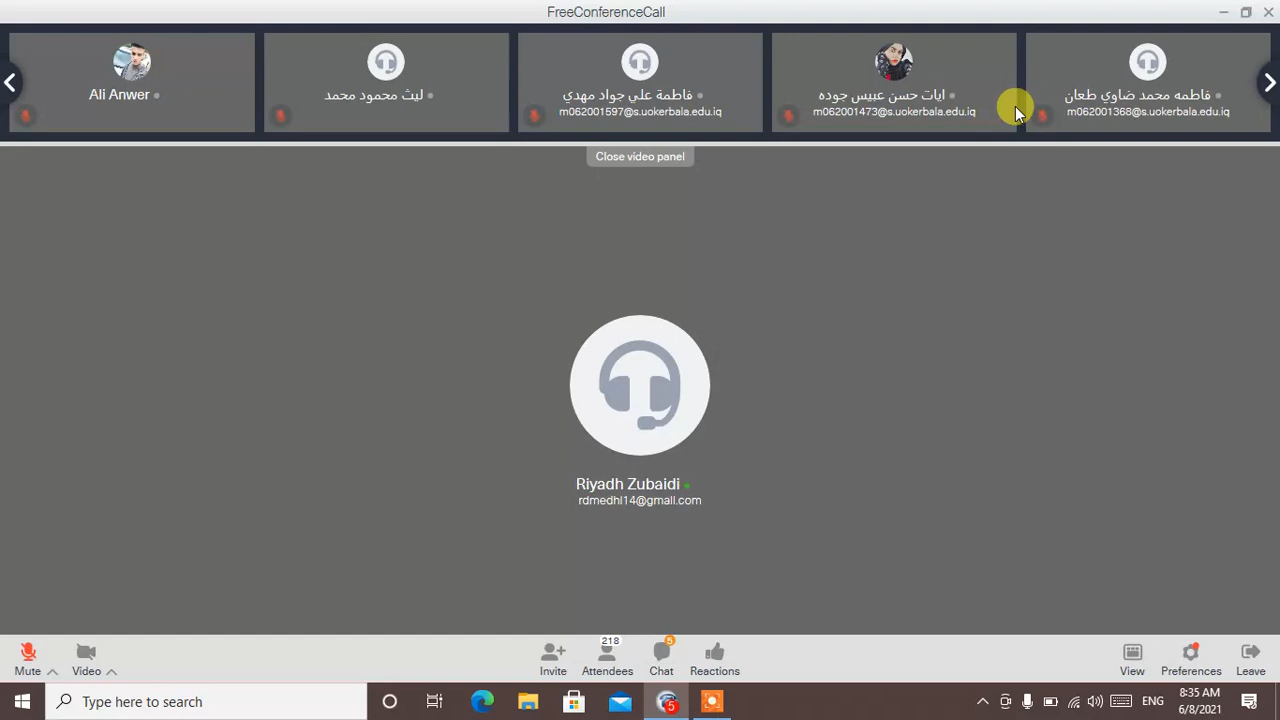 FreeConferenceCall
Ali Anwer
ليث محمود محمد
فاطمة علي جواد مهدي
m062001597@s.uokerbala.edu.iq
ايات حسن عبيس جوده
m062001473@s.uokerbala.edu.iq
فاطمه محمد ضاوي طعان
m062001368@s.uokerbala.edu.iq
Close video panel
Riyadh Zubaidi
rdmedhl14@gmail.com
218
5
Mute
Video
Invite
Attendees
Chat
Reactions
View
Preferences
Leave
Type here to search
5
ENG
8:35 AM
6/8/2021